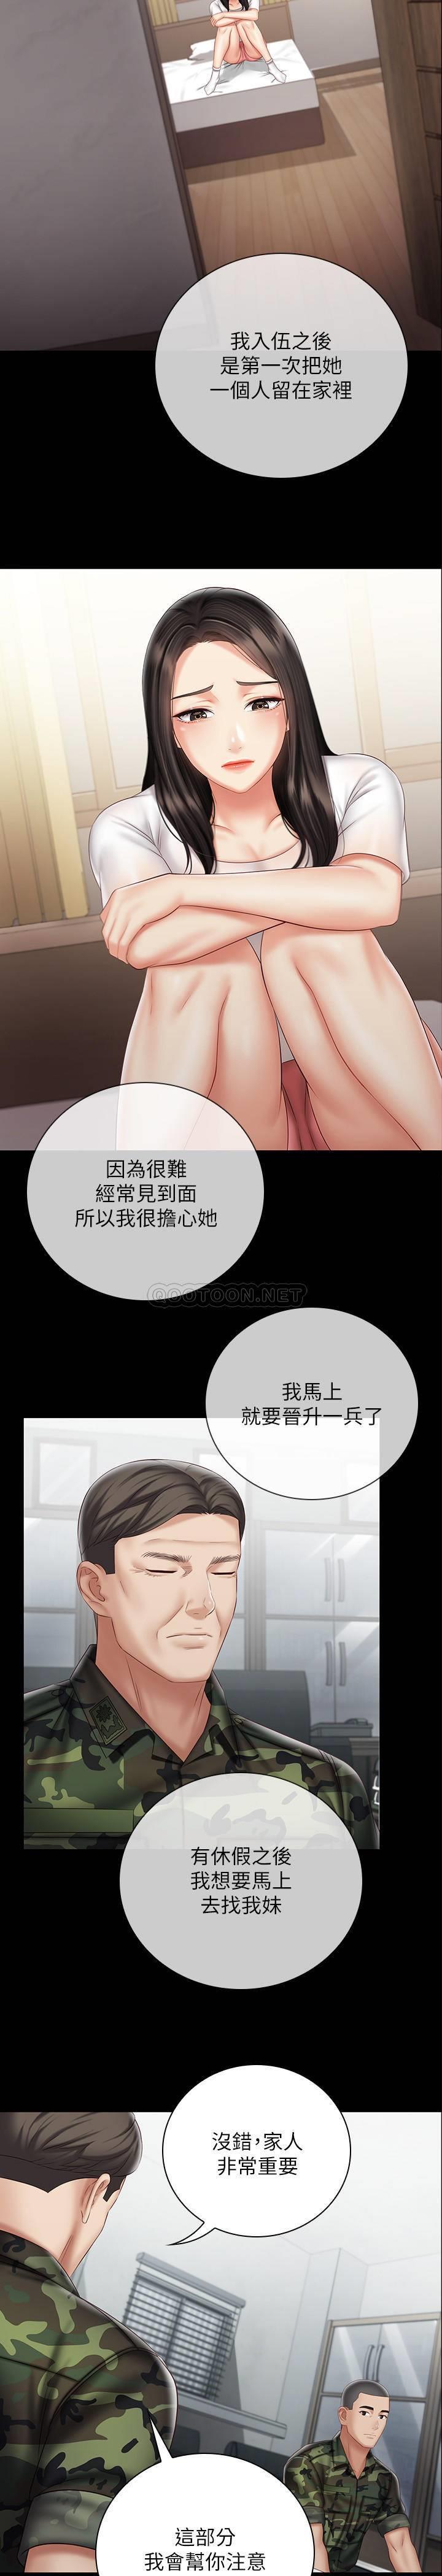 我入伍之後
是第一次把她
一個人留在家裡
因為很難
經常見到面
所以我很擔心她
QOOTOON.NET
我馬上
就要晉升一兵了
有休假之後
我想要馬上
去找我妹
沒錯，家人
非常重要
這部分
我會幫你注意